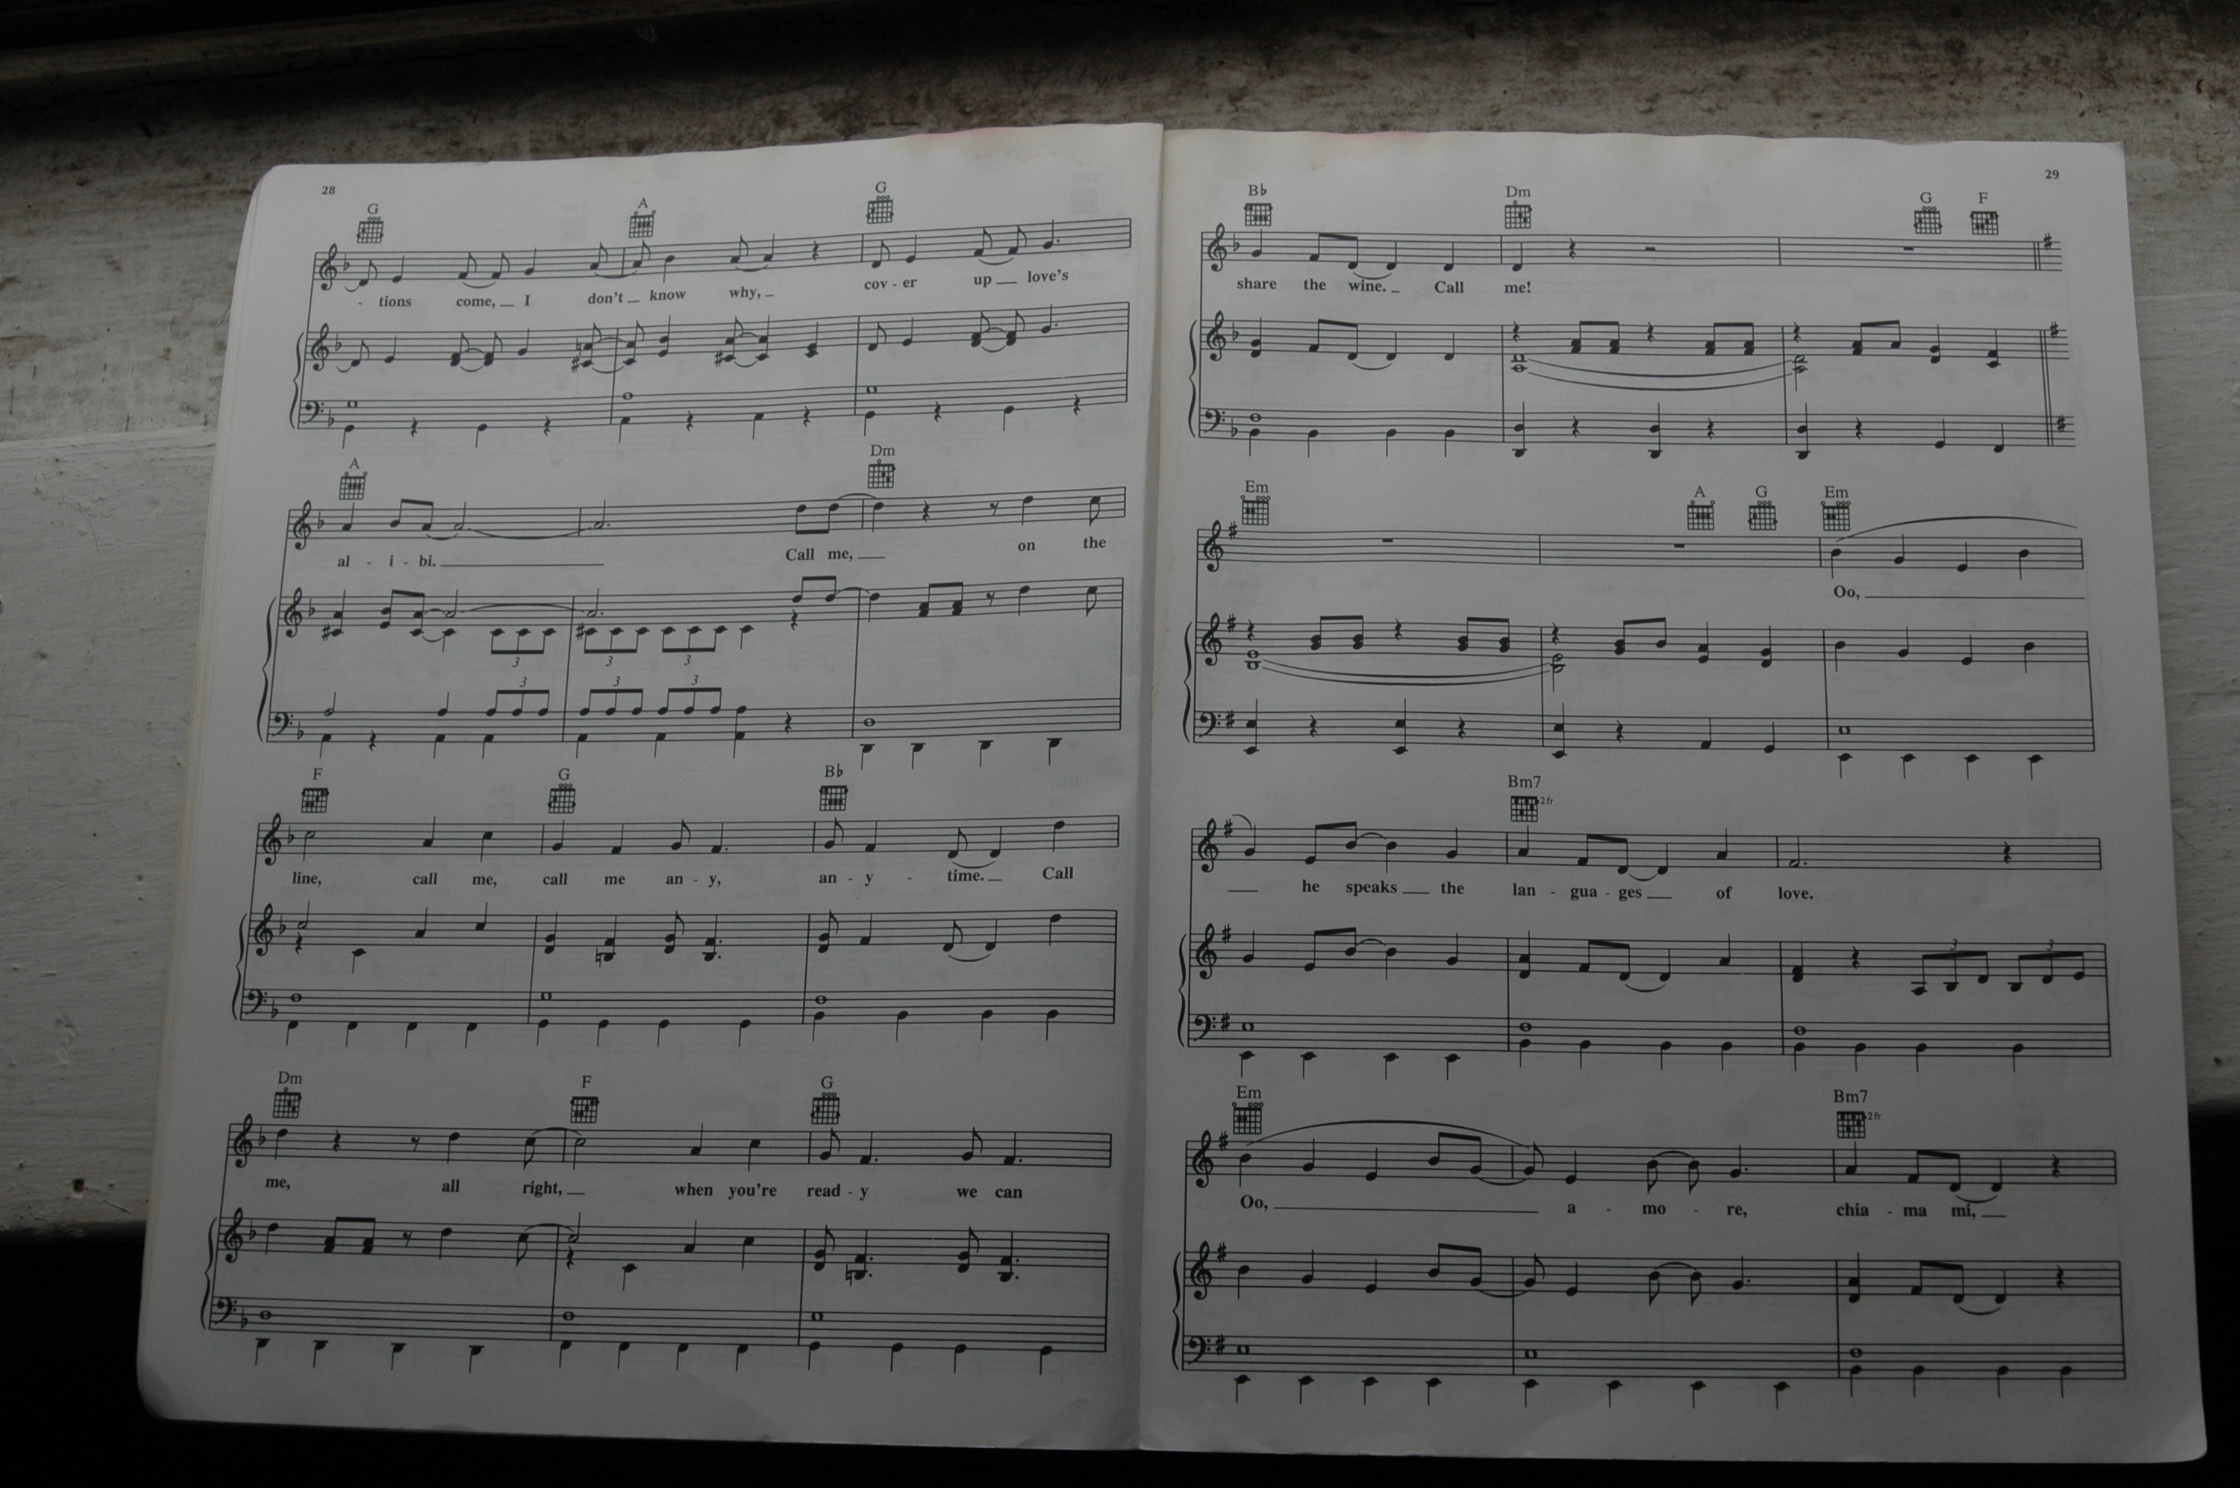 28
G A G
- tions come, I don't know why, cov - er up love's
A Dm
al - i - bi. Call me, on the
3 3 3
3 3 3
F G B♭
line, call me, call me an - y, an - y - time. Call
Dm F G
me, all right, when you're read - y we can
29
B♭ Dm G F
share the wine. Call me!
Em A G Em
Oo,
Bm7
2fr
he speaks the lan - gua - ges of love.
3 3
Em Bm7
2fr
Oo, a - mo - re, chia - ma mi,